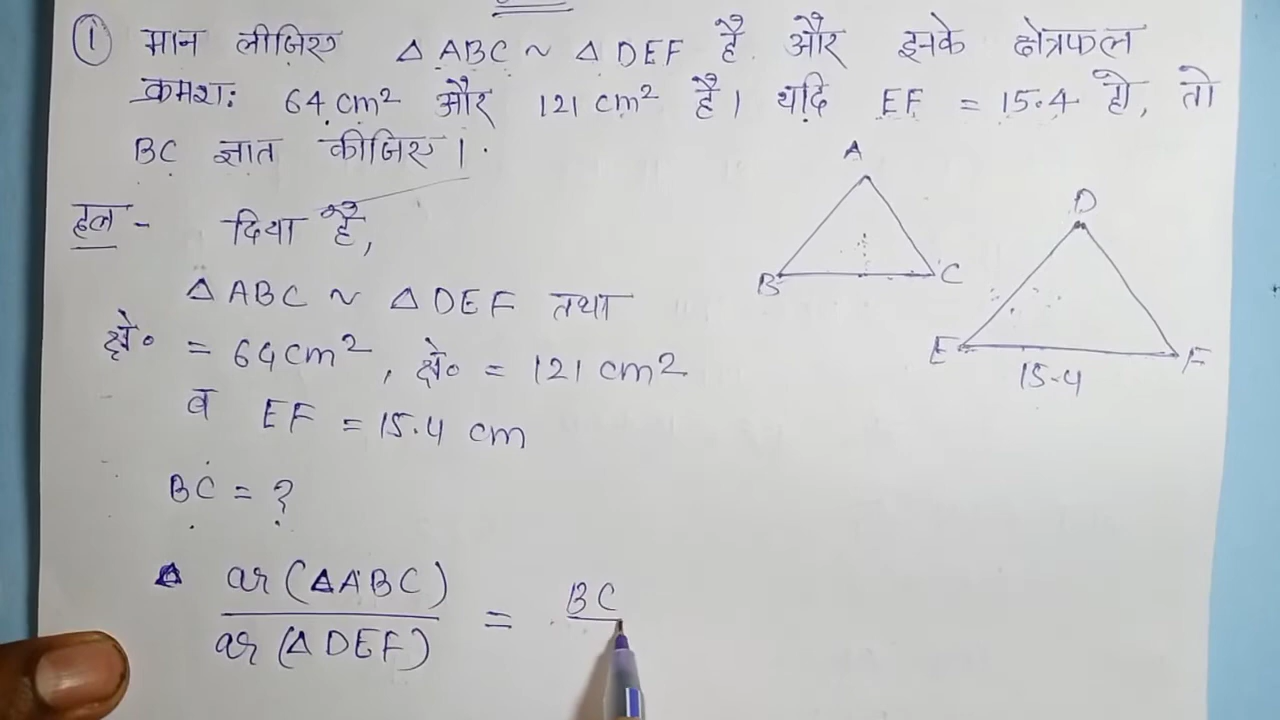 ① मान लीजिए △ ABC ~ △ DEF है और इनके क्षेत्रफल
क्रमशः 64 cm² और 121 cm² है। यदि EF = 15.4 हो, तो
BC ज्ञात कीजिए।
हल - दिया है,
△ ABC ~ △ DEF तथा
क्षे० = 64 cm², क्षे० = 121 cm²
व EF = 15.4 cm
BC = ?
ar (△ABC) / ar (△ DEF) = BC
A
B C
D
E F
15.4